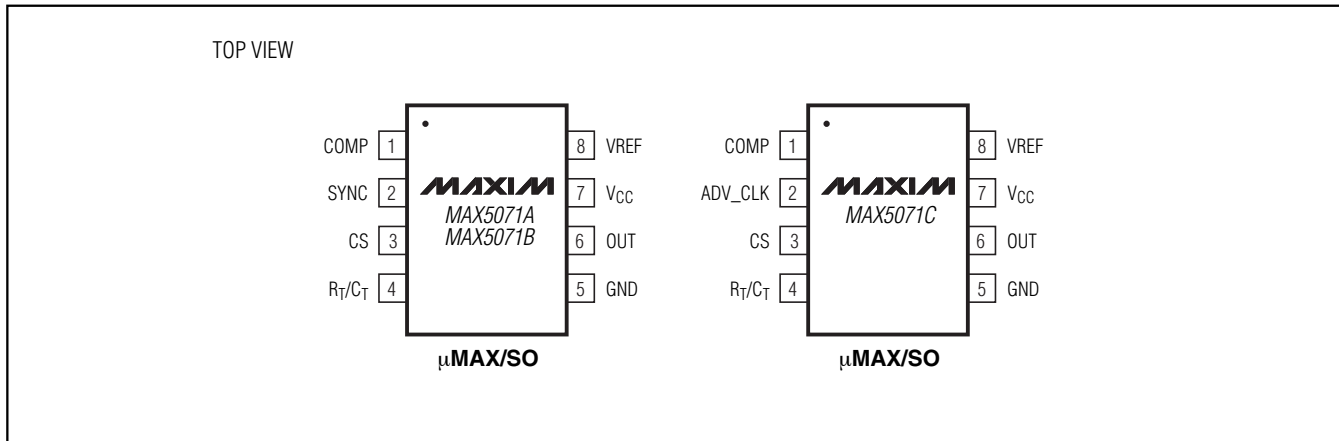 TOP VIEW
COMP 1
SYNC 2
CS 3
RT/CT 4
MAXIM
MAX5071A
MAX5071B
8 VREF
7 VCC
6 OUT
5 GND
µMAX/SO
COMP 1
ADV_CLK 2
CS 3
RT/CT 4
MAXIM
MAX5071C
8 VREF
7 VCC
6 OUT
5 GND
µMAX/SO